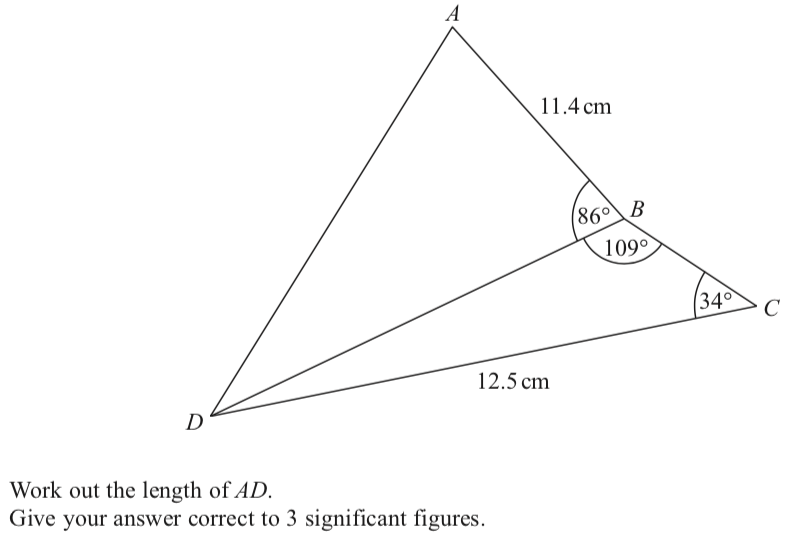 A
11.4 cm
86° B
109°
34° C
12.5 cm
D
Work out the length of AD.
Give your answer correct to 3 significant figures.